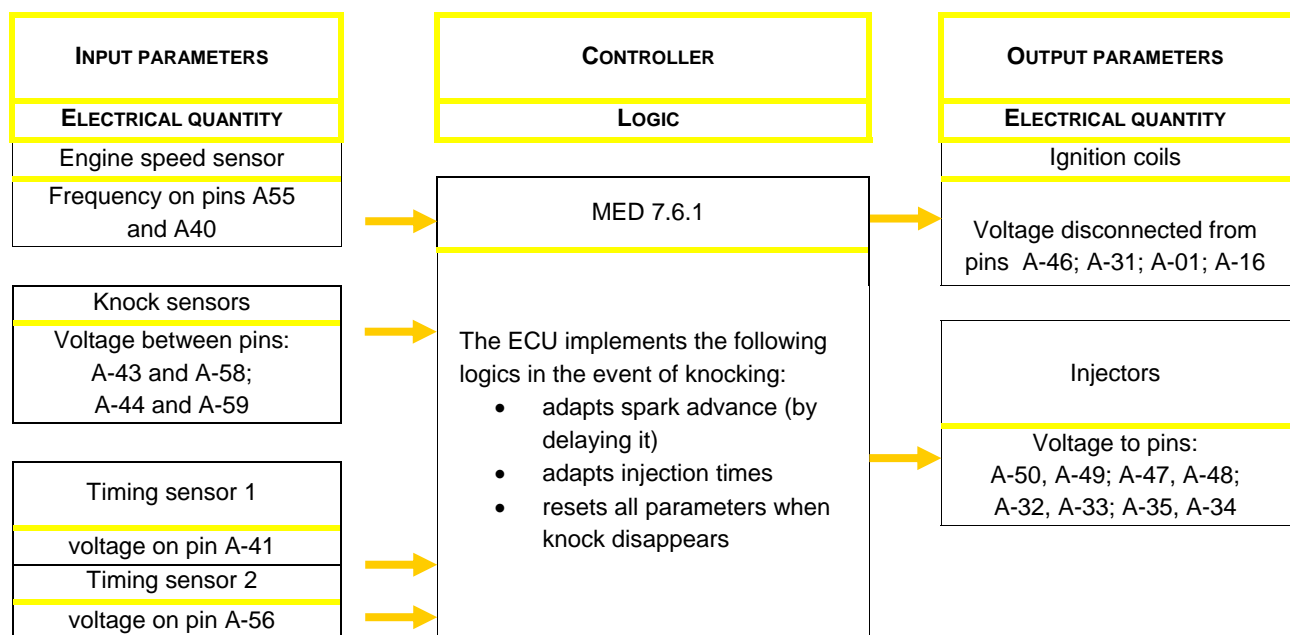 INPUT PARAMETERS
ELECTRICAL QUANTITY
Engine speed sensor
Frequency on pins A55
and A40
Knock sensors
Voltage between pins:
A-43 and A-58;
A-44 and A-59
Timing sensor 1
voltage on pin A-41
Timing sensor 2
voltage on pin A-56
CONTROLLER
LOGIC
MED 7.6.1
The ECU implements the following
logics in the event of knocking:
• adapts spark advance (by
delaying it)
• adapts injection times
• resets all parameters when
knock disappears
OUTPUT PARAMETERS
ELECTRICAL QUANTITY
Ignition coils
Voltage disconnected from
pins A-46; A-31; A-01; A-16
Injectors
Voltage to pins:
A-50, A-49; A-47, A-48;
A-32, A-33; A-35, A-34